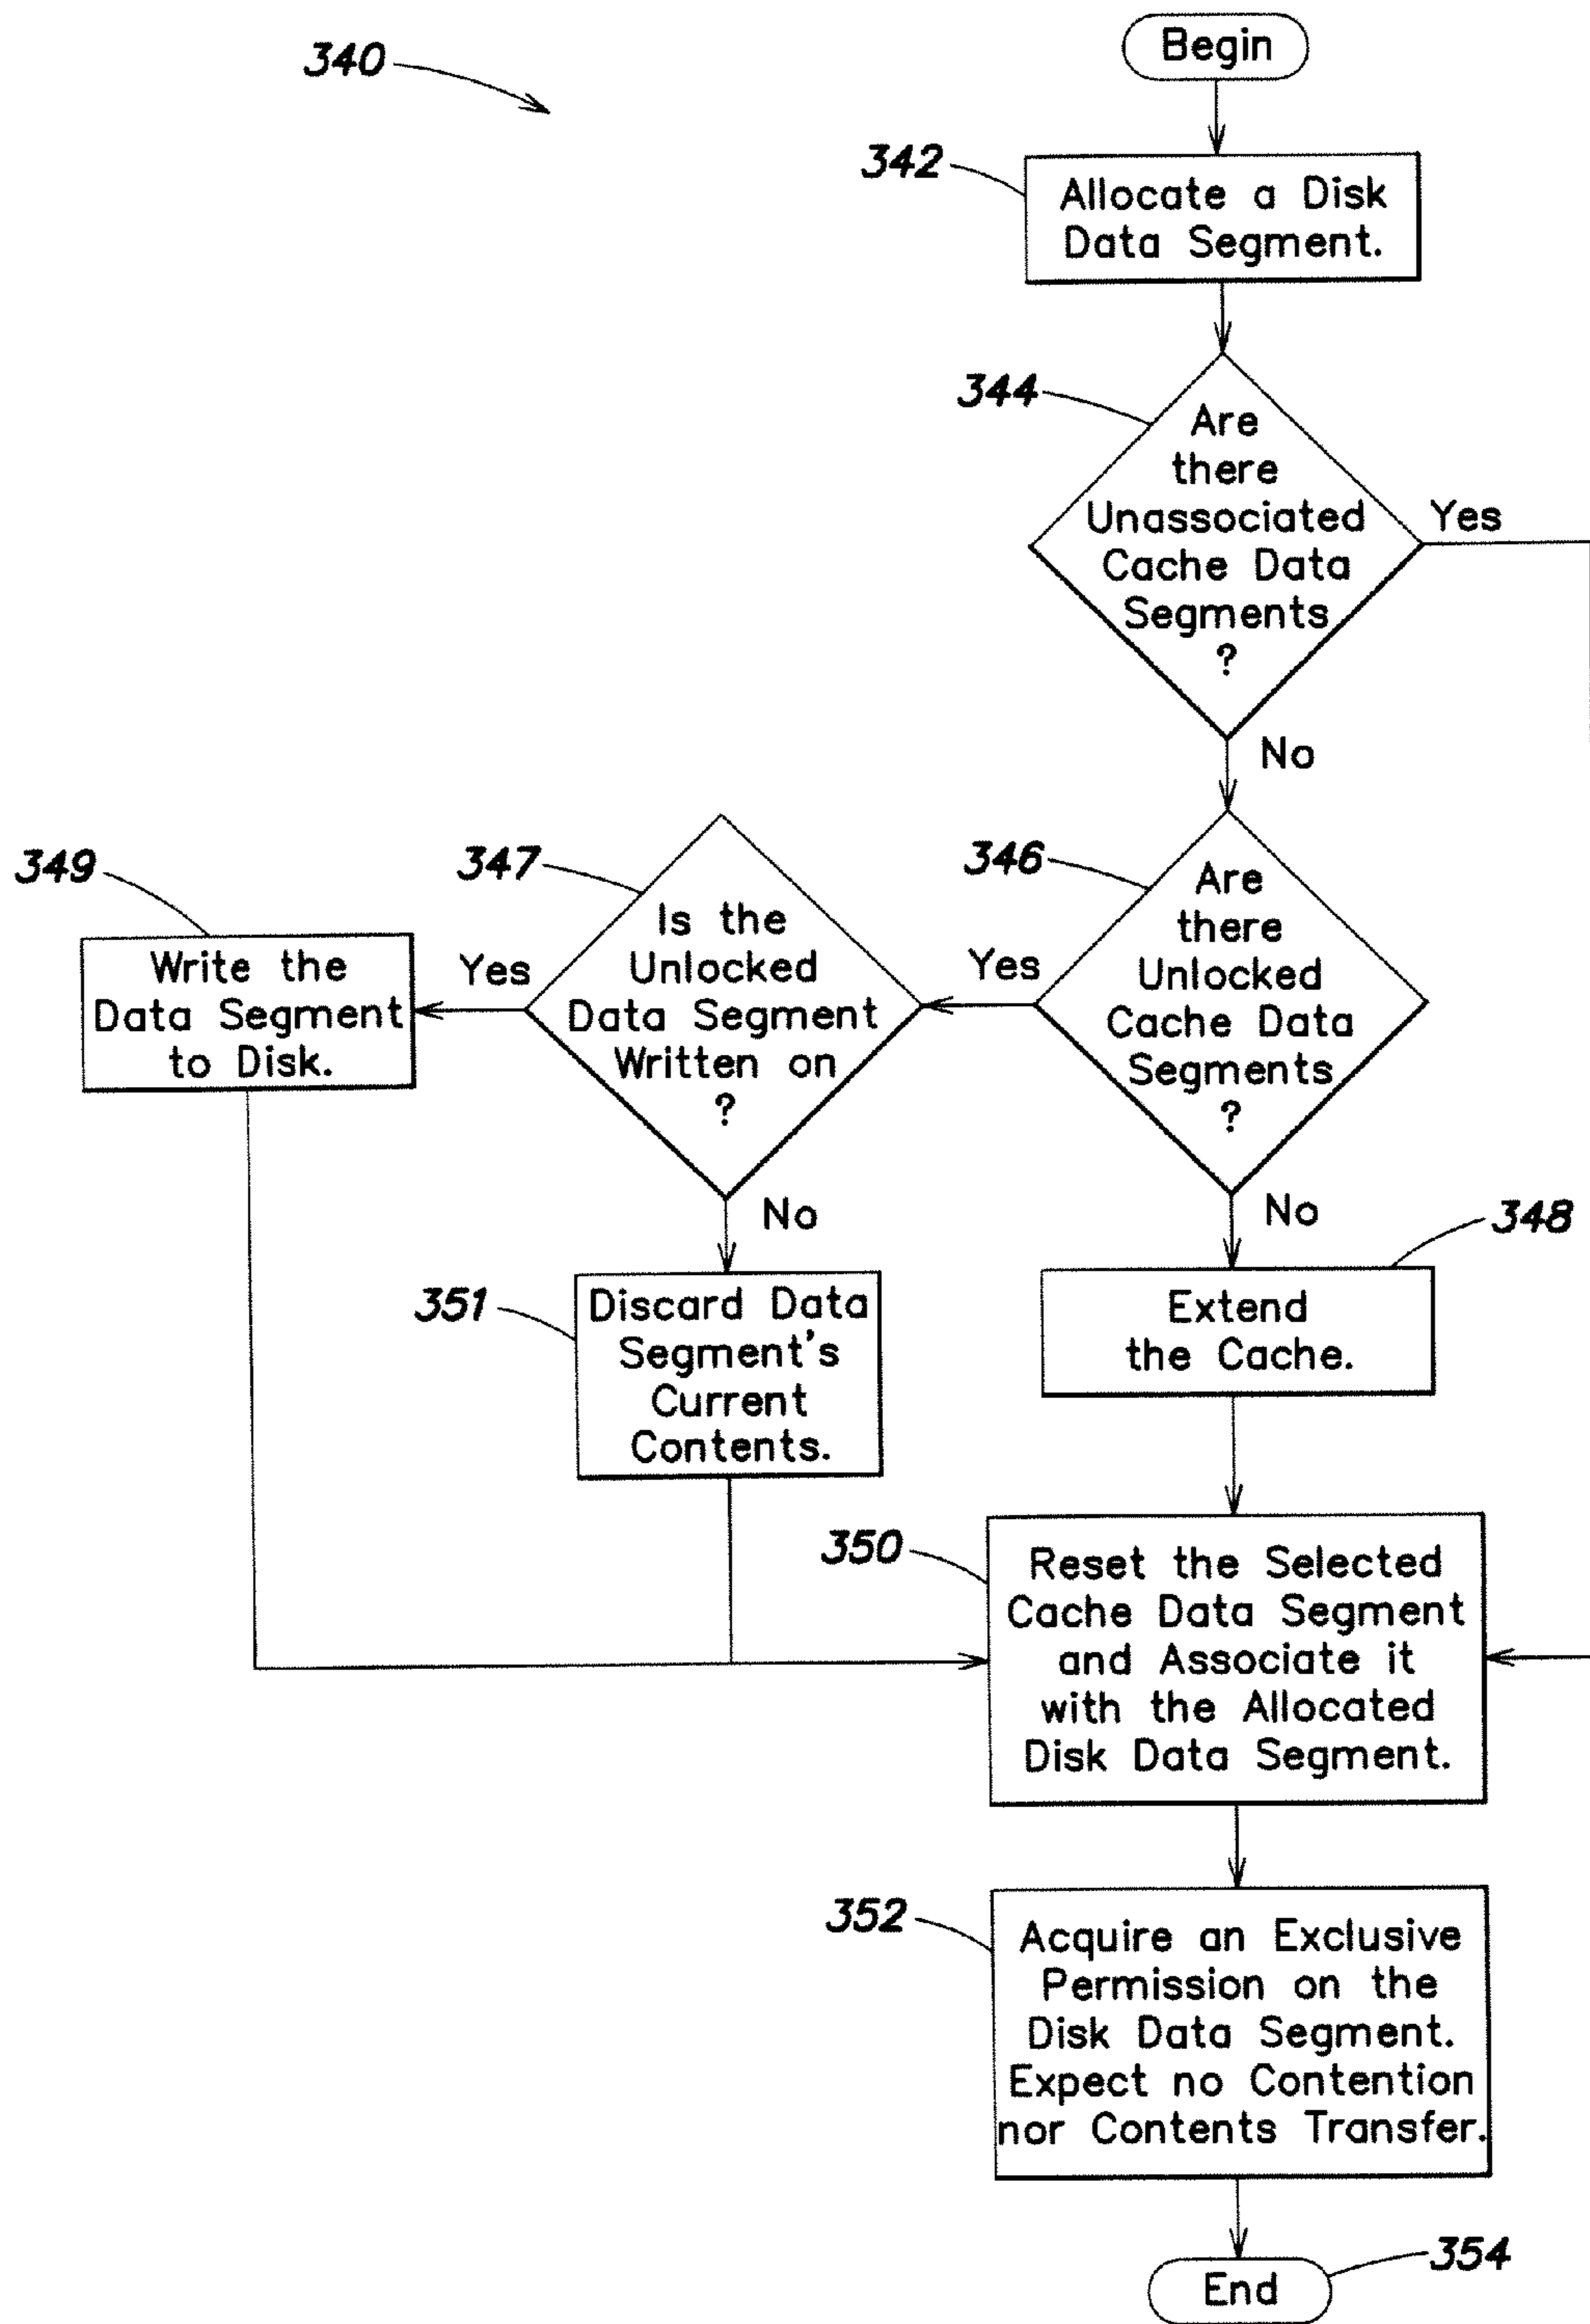 340
Begin
342
Allocate a Disk
Data Segment.
344
Are
there
Unassociated
Cache Data
Segments
?
Yes
No
349
Write the
Data Segment
to Disk.
Yes
347
Is the
Unlocked
Data Segment
Written on
?
Yes
346
Are
there
Unlocked
Cache Data
Segments
?
No
No
351
Discard Data
Segment's
Current
Contents.
348
Extend
the Cache.
350
Reset the Selected
Cache Data Segment
and Associate it
with the Allocated
Disk Data Segment.
352
Acquire an Exclusive
Permission on the
Disk Data Segment.
Expect no Contention
nor Contents Transfer.
354
End